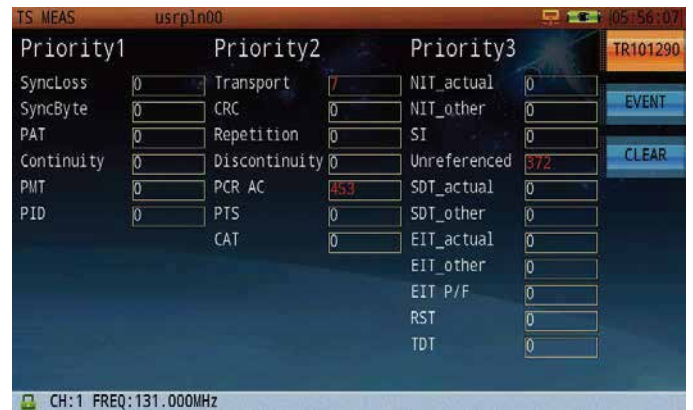 TS MEAS usrpln00 [05:56:07]
Priority1 Priority2 Priority3 TR101290
SyncLoss 0 Transport 7 NIT_actual 0
SyncByte 0 CRC 0 NIT_other 0 EVENT
PAT 0 Repetition 0 SI 0
Continuity 0 Discontinuity 0 Unreferenced 372 CLEAR
PMT 0 PCR AC 453 SDT_actual 0
PID 0 PTS 0 SDT_other 0
CAT 0 EIT_actual 0
EIT_other 0
EIT P/F 0
RST 0
TDT 0
CH:1 FREQ:131.000MHz